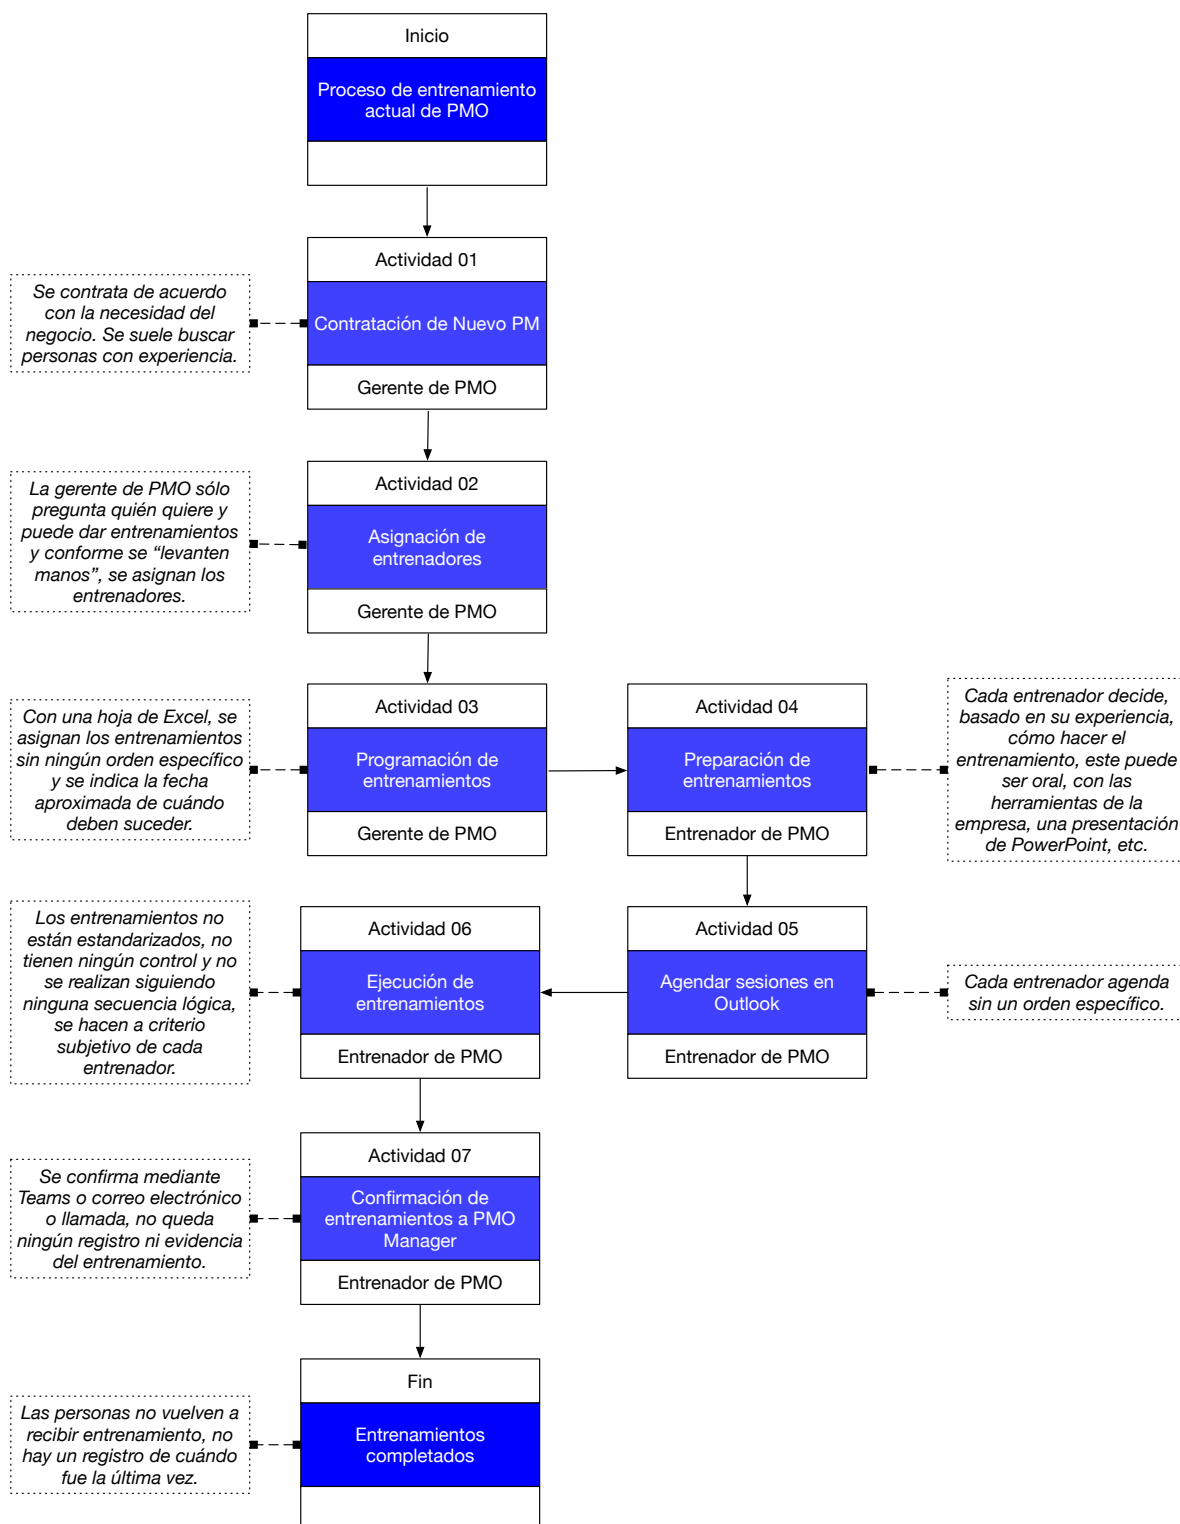 Inicio
Proceso de entrenamiento
actual de PMO
Actividad 01
Contratación de Nuevo PM
Gerente de PMO
Se contrata de acuerdo
con la necesidad del
negocio. Se suele buscar
personas con experiencia.
Actividad 02
Asignación de
entrenadores
Gerente de PMO
La gerente de PMO sólo
pregunta quién quiere y
puede dar entrenamientos
y conforme se “levanten
manos”, se asignan los
entrenadores.
Actividad 03
Programación de
entrenamientos
Gerente de PMO
Con una hoja de Excel, se
asignan los entrenamientos
sin ningún orden específico
y se indica la fecha
aproximada de cuándo
deben suceder.
Actividad 04
Preparación de
entrenamientos
Entrenador de PMO
Cada entrenador decide,
basado en su experiencia,
cómo hacer el
entrenamiento, este puede
ser oral, con las
herramientas de la
empresa, una presentación
de PowerPoint, etc.
Actividad 05
Agendar sesiones en
Outlook
Entrenador de PMO
Cada entrenador agenda
sin un orden específico.
Actividad 06
Ejecución de
entrenamientos
Entrenador de PMO
Los entrenamientos no
están estandarizados, no
tienen ningún control y no
se realizan siguiendo
ninguna secuencia lógica,
se hacen a criterio
subjetivo de cada
entrenador.
Actividad 07
Confirmación de
entrenamientos a PMO
Manager
Entrenador de PMO
Se confirma mediante
Teams o correo electrónico
o llamada, no queda
ningún registro ni evidencia
del entrenamiento.
Fin
Entrenamientos
completados
Las personas no vuelven a
recibir entrenamiento, no
hay un registro de cuándo
fue la última vez.